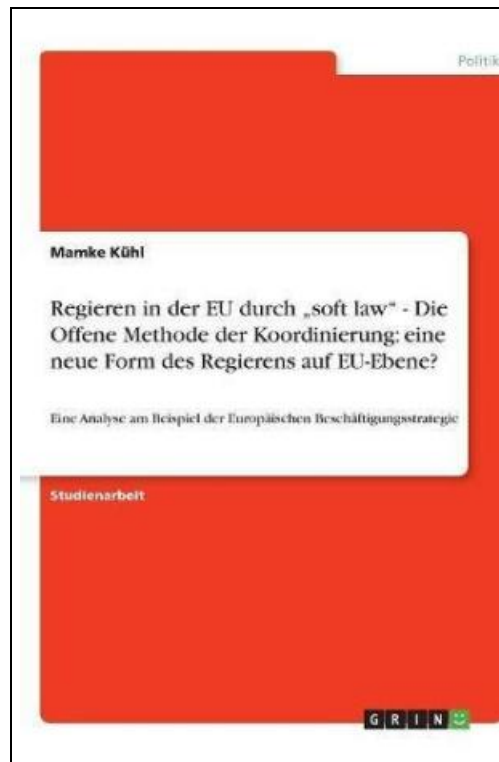 Politik
Mamke Kühl
Regieren in der EU durch „soft law“ - Die
Offene Methode der Koordinierung: eine
neue Form des Regierens auf EU-Ebene?
Eine Analyse am Beispiel der Europäischen Beschäftigungsstrategie
Studienarbeit
GRIN